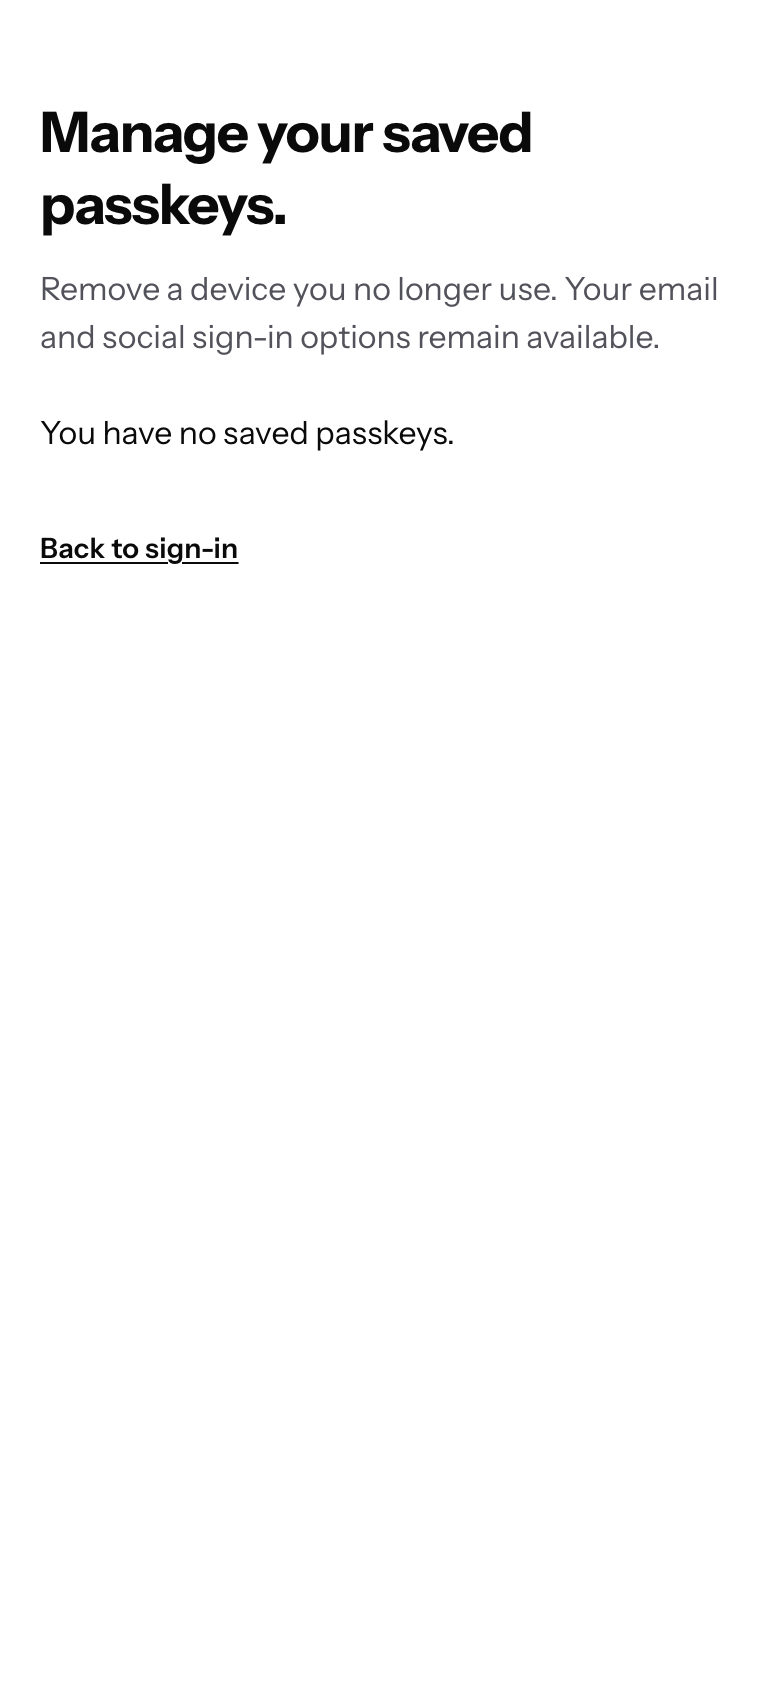 Manage your saved
passkeys.
Remove a device you no longer use. Your email
and social sign-in options remain available.
You have no saved passkeys.
Back to sign-in